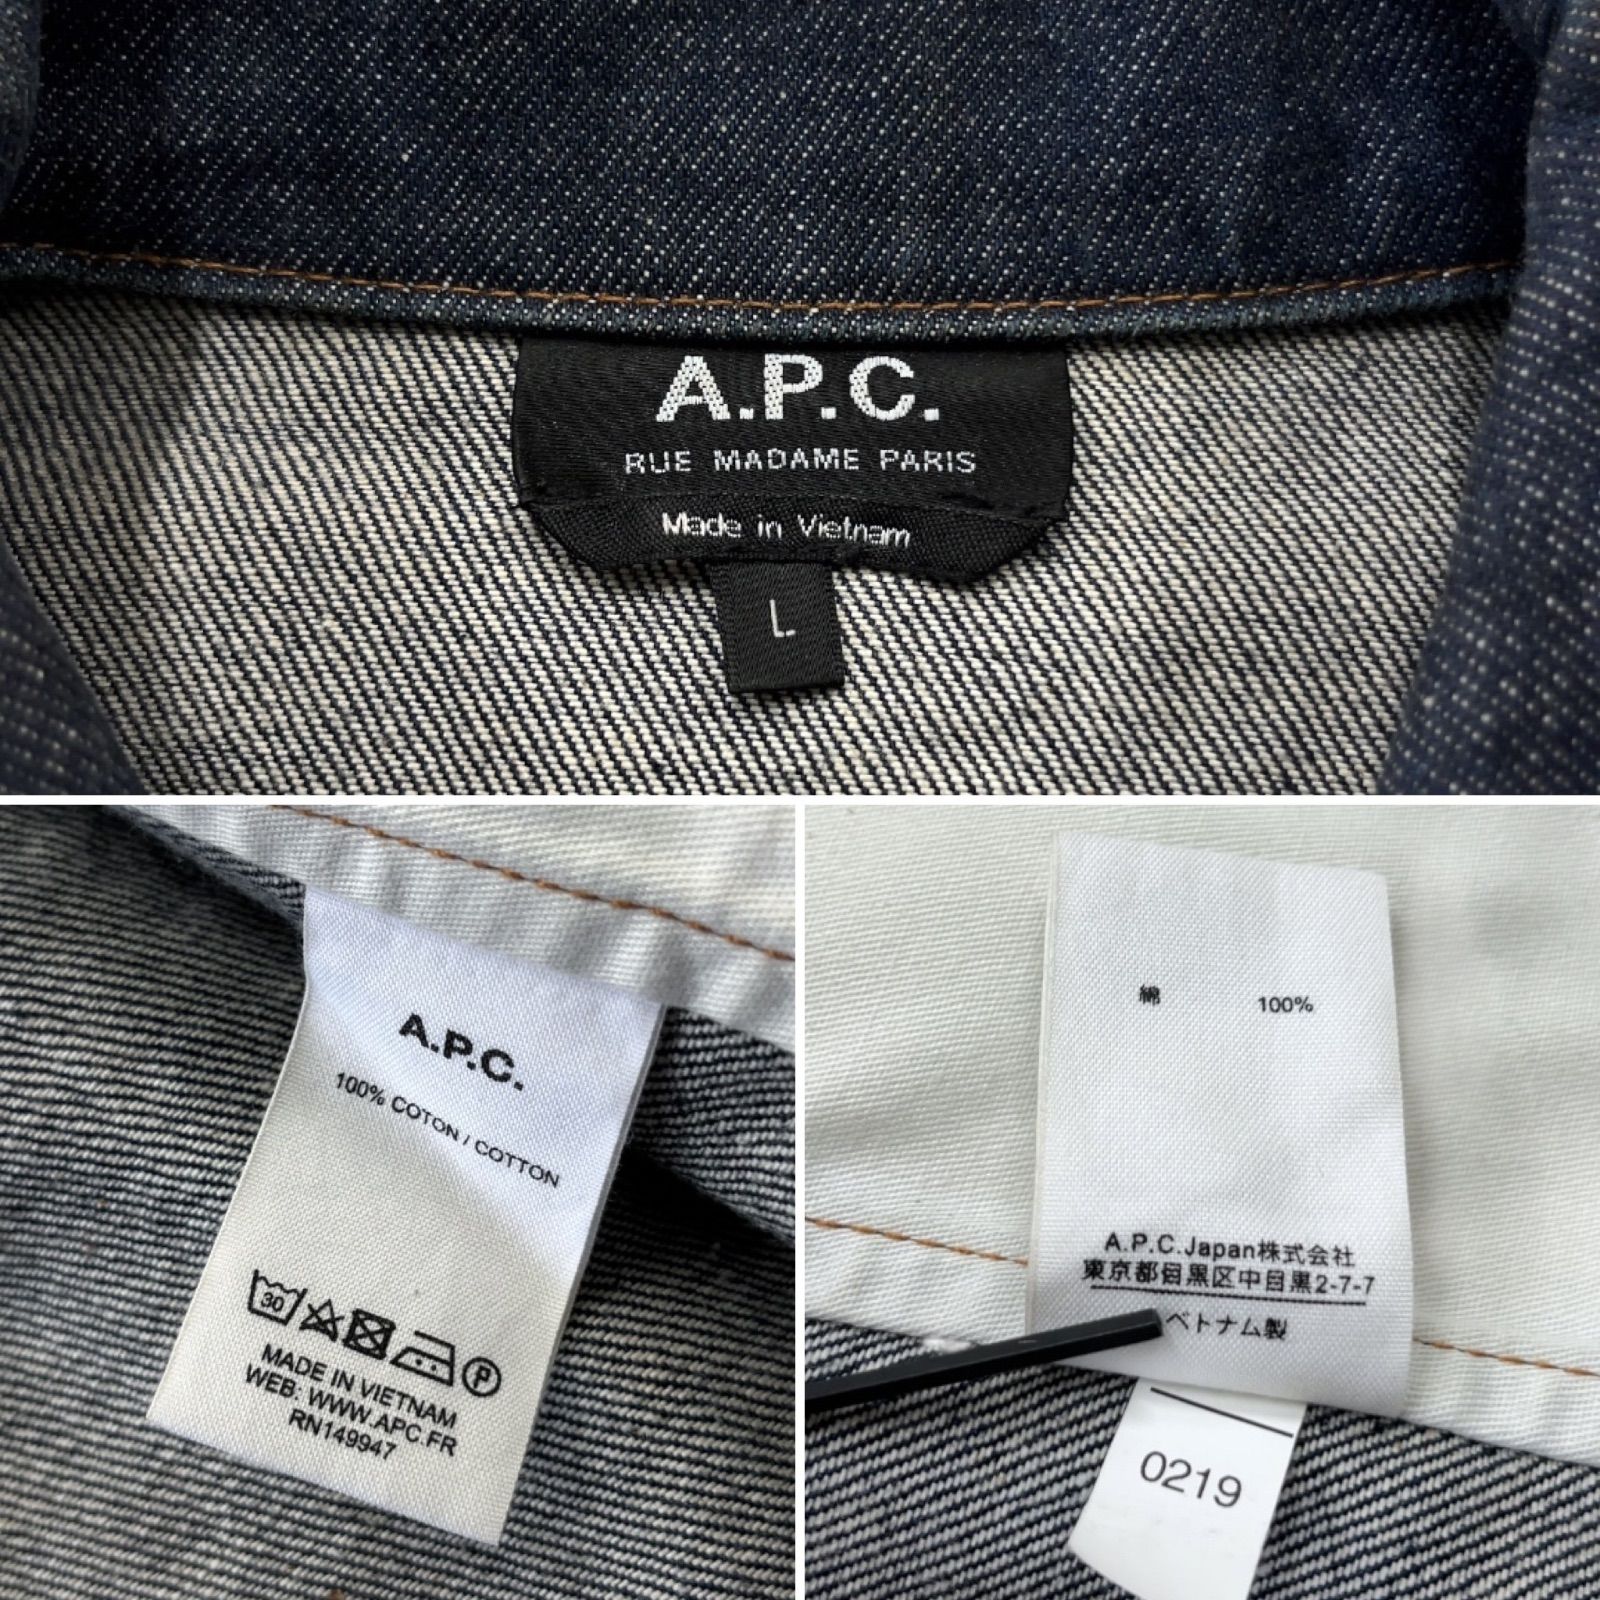 A.P.C.
RUE MADAME PARIS
Made in Vietnam
L
A.P.C.
100% COTON / COTTON
30
P
MADE IN VIETNAM
WEB: WWW.APC.FR
RN149947
綿 100%
A.P.C.Japan株式会社
東京都目黒区中目黒2-7-7
ベトナム製
0219